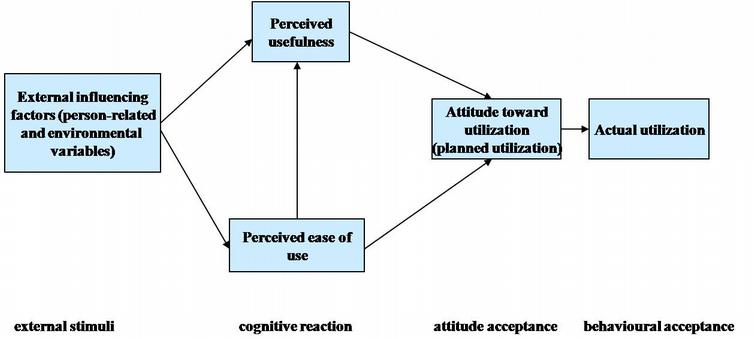 Perceived
usefulness
External influencing
factors (person-related
and environmental
variables)
Attitude toward
utilization
(planned utilization)
Actual utilization
Perceived ease of
use
external stimuli
cognitive reaction
attitude acceptance
behavioural acceptance